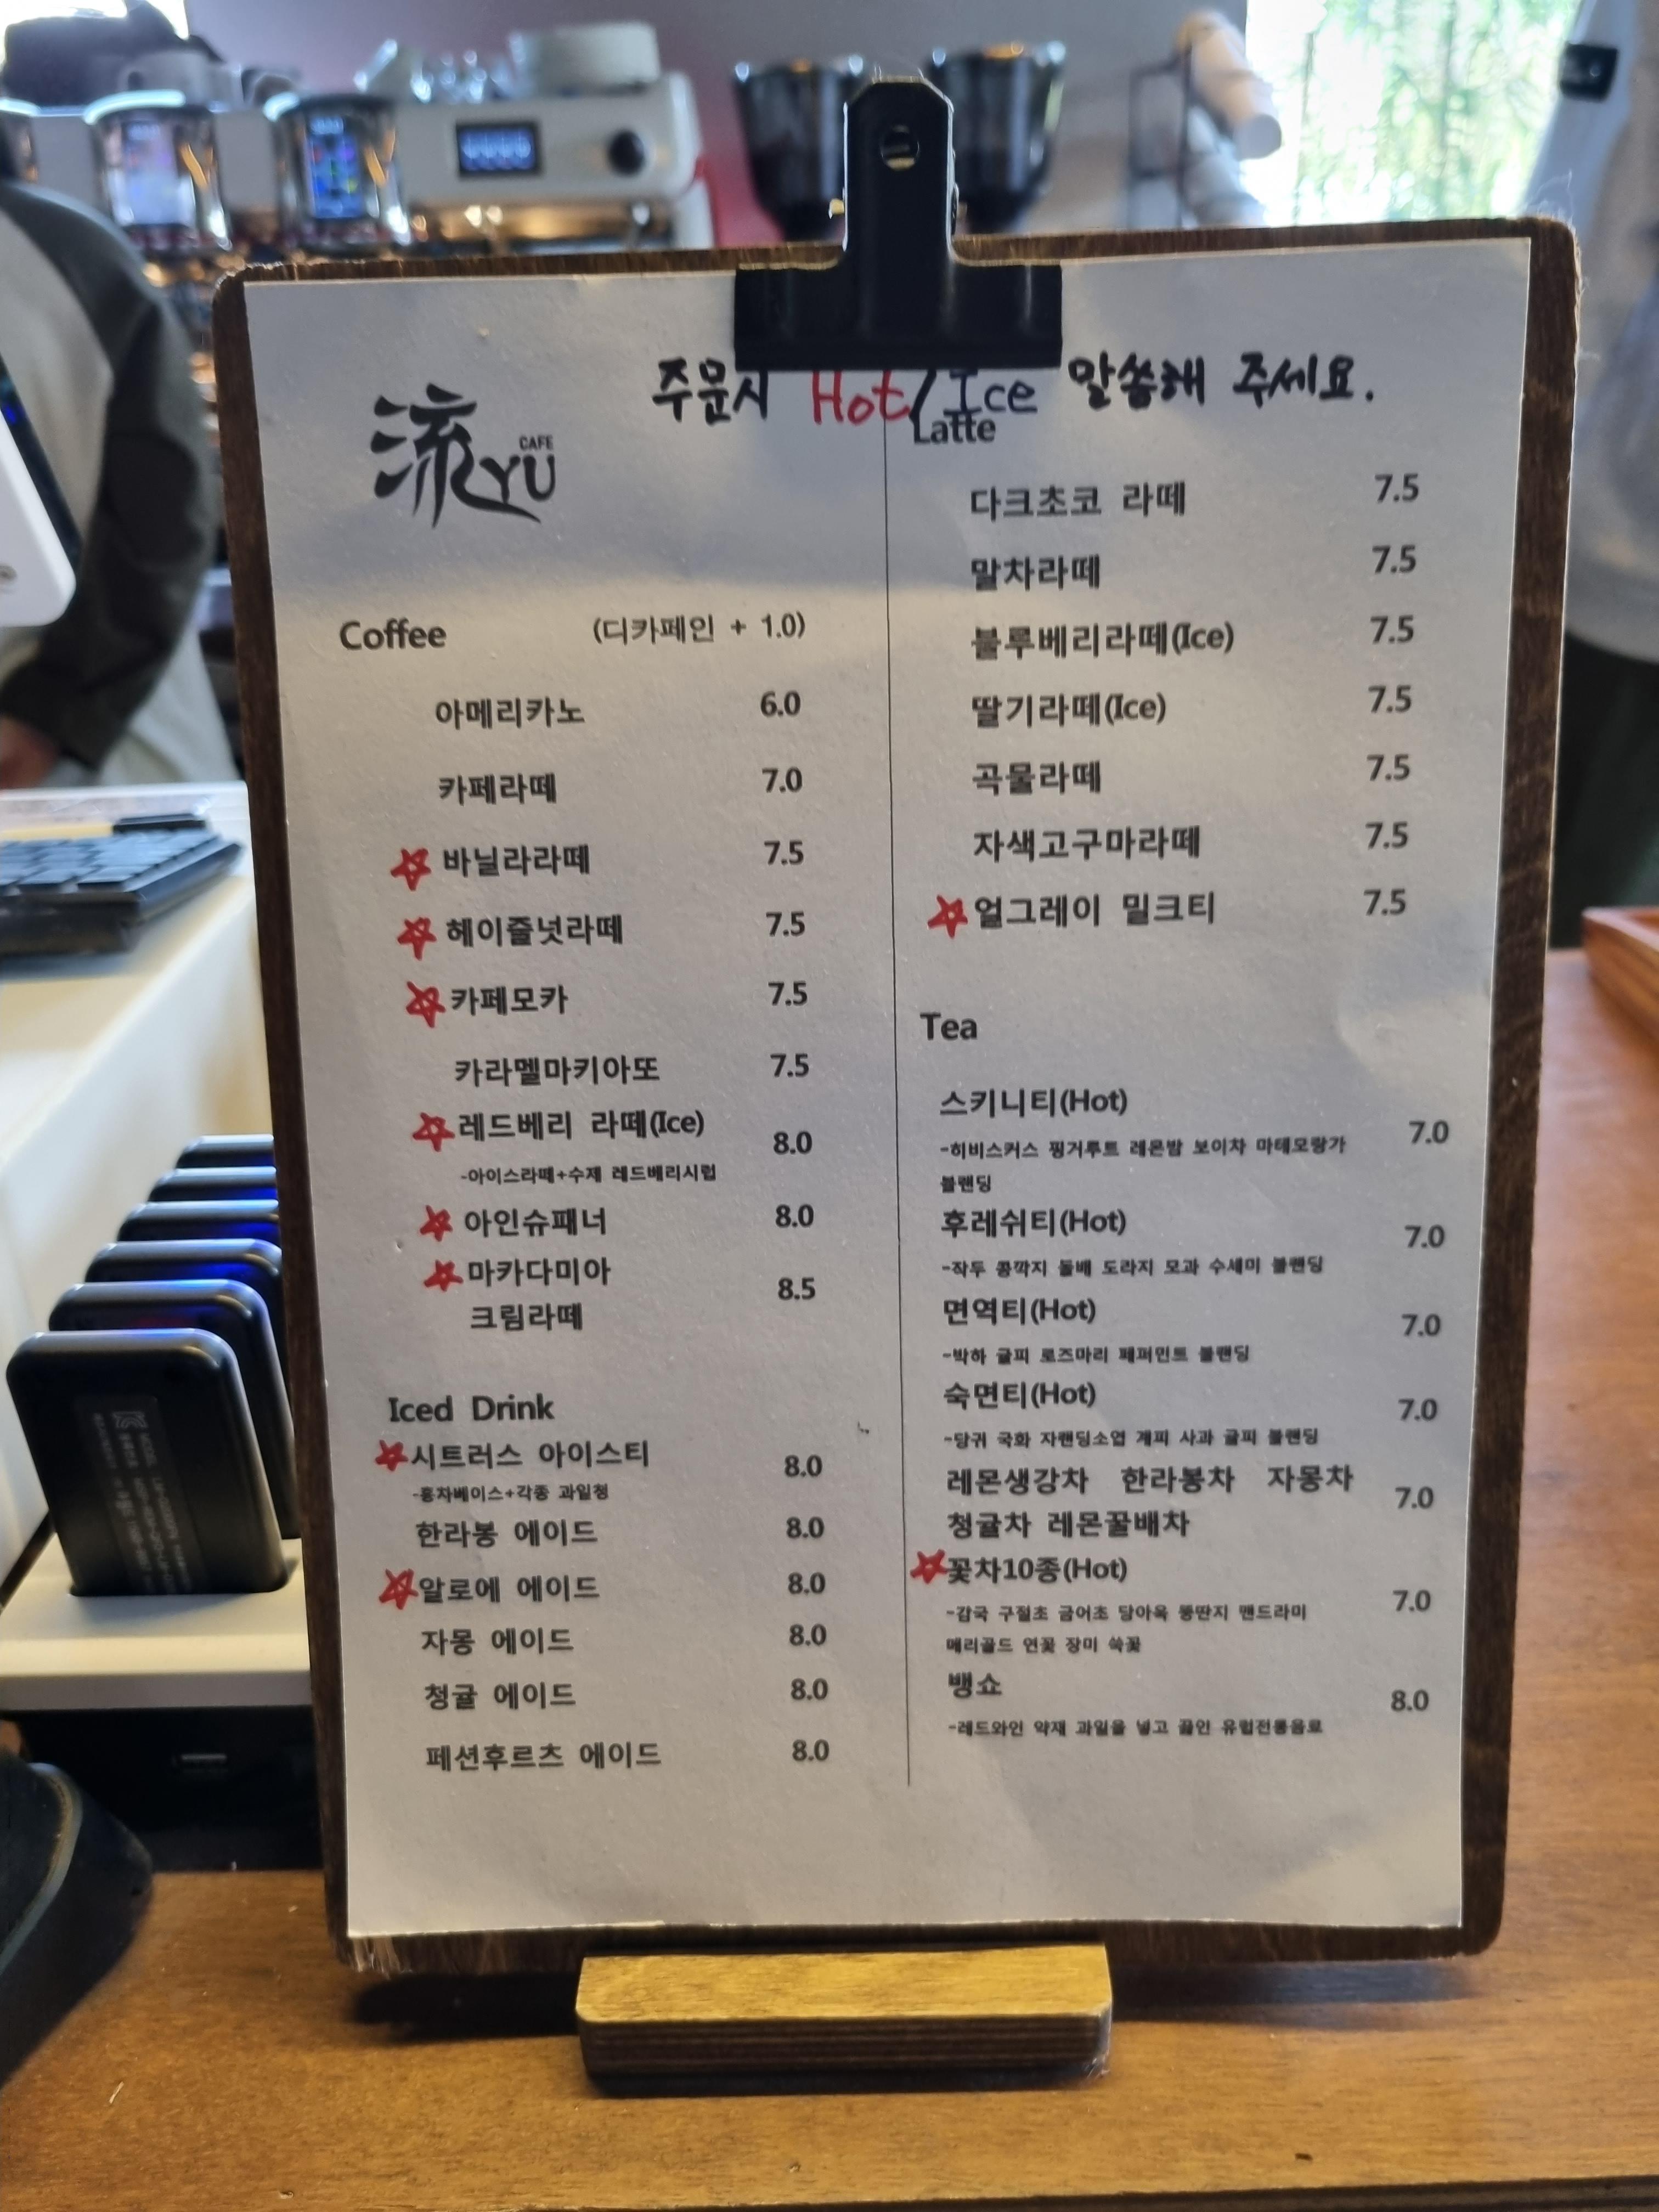 주문시 Hot/Ice 말씀해 주세요.
流YU CAFE
Coffee (디카페인 + 1.0)
아메리카노 6.0
카페라떼 7.0
바닐라라떼 7.5
헤이즐넛라떼 7.5
카페모카 7.5
카라멜마키아또 7.5
레드베리 라떼(Ice) 8.0
-아이스라떼+수제 레드베리시럽
아인슈패너 8.0
마카다미아
크림라떼 8.5
Iced Drink
시트러스 아이스티 8.0
-홍차베이스+각종 과일청
한라봉 에이드 8.0
알로에 에이드 8.0
자몽 에이드 8.0
청귤 에이드 8.0
페션후르츠 에이드 8.0
Latte
다크초코 라떼 7.5
말차라떼 7.5
블루베리라떼(Ice) 7.5
딸기라떼(Ice) 7.5
곡물라떼 7.5
자색고구마라떼 7.5
얼그레이 밀크티 7.5
Tea
스키니티(Hot) 7.0
-히비스커스 핑거루트 레몬밤 보이차 마테모랑가
블랜딩
후레쉬티(Hot) 7.0
-작두 콩깍지 돌배 도라지 모과 수세미 블랜딩
면역티(Hot) 7.0
-박하 귤피 로즈마리 페퍼민트 블랜딩
숙면티(Hot) 7.0
-당귀 국화 자랜딩소엽 계피 사과 귤피 블랜딩
레몬생강차 한라봉차 자몽차 7.0
청귤차 레몬꿀배차
꽃차10종(Hot) 7.0
-감국 구절초 금어초 당아욱 뚱딴지 맨드라미
메리골드 연꽃 장미 쑥꽃
뱅쇼 8.0
-레드와인 약재 과일을 넣고 끓인 유럽전통음료